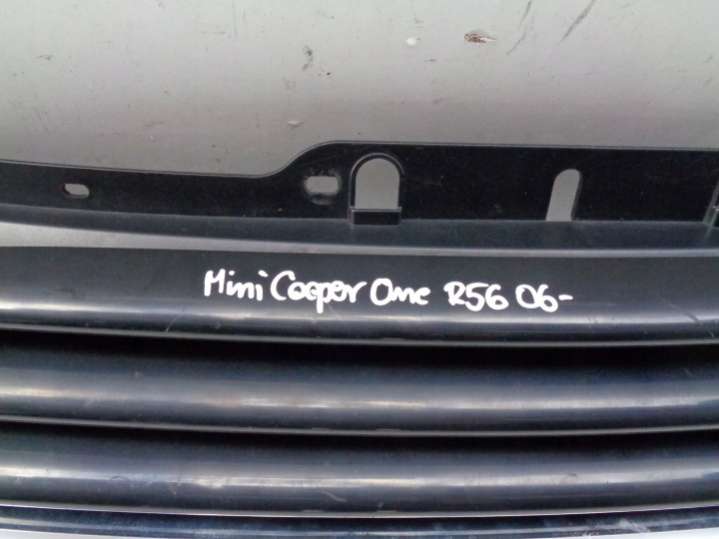 Mini Cooper One R56 06-